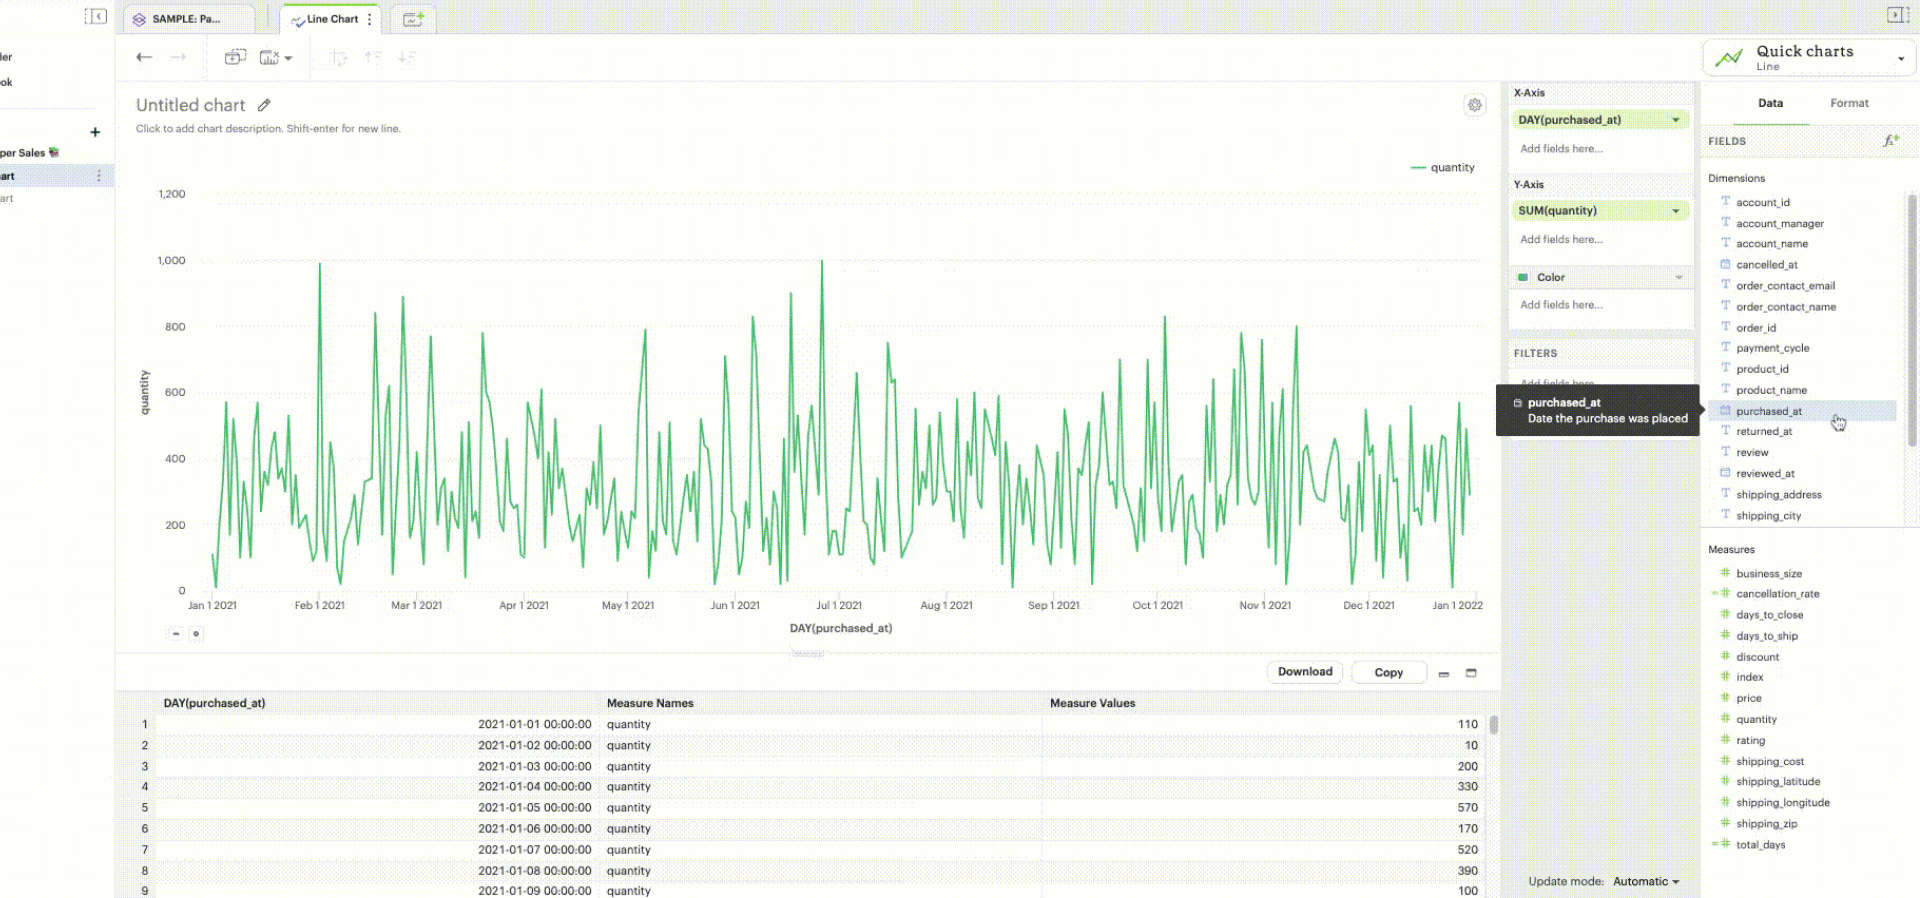 SAMPLE: Pa...
Line Chart
der
ok
per Sales
art
art
Quick charts
Line
Untitled chart
Click to add chart description. Shift-enter for new line.
quantity
1,200
1,000
800
600
400
200
0
quantity
Jan 1 2021
Feb 1 2021
Mar 1 2021
Apr 1 2021
May 1 2021
Jun 1 2021
Jul 1 2021
Aug 1 2021
Sep 1 2021
Oct 1 2021
Nov 1 2021
Dec 1 2021
Jan 1 2022
DAY(purchased_at)
X-Axis
DAY(purchased_at)
Add fields here...
Y-Axis
SUM(quantity)
Add fields here...
Color
Add fields here...
FILTERS
Add fields here...
purchased_at
Date the purchase was placed
Data
Format
FIELDS
Dimensions
account_id
account_manager
account_name
cancelled_at
order_contact_email
order_contact_name
order_id
payment_cycle
product_id
product_name
purchased_at
returned_at
review
reviewed_at
shipping_address
shipping_city
Measures
business_size
cancellation_rate
days_to_close
days_to_ship
discount
index
price
quantity
rating
shipping_cost
shipping_latitude
shipping_longitude
shipping_zip
total_days
Download
Copy
DAY(purchased_at) Measure Names Measure Values
1 2021-01-01 00:00:00 quantity 110
2 2021-01-02 00:00:00 quantity 10
3 2021-01-03 00:00:00 quantity 200
4 2021-01-04 00:00:00 quantity 330
5 2021-01-05 00:00:00 quantity 570
6 2021-01-06 00:00:00 quantity 170
7 2021-01-07 00:00:00 quantity 520
8 2021-01-08 00:00:00 quantity 390
9 2021-01-09 00:00:00 quantity 100
Update mode: Automatic